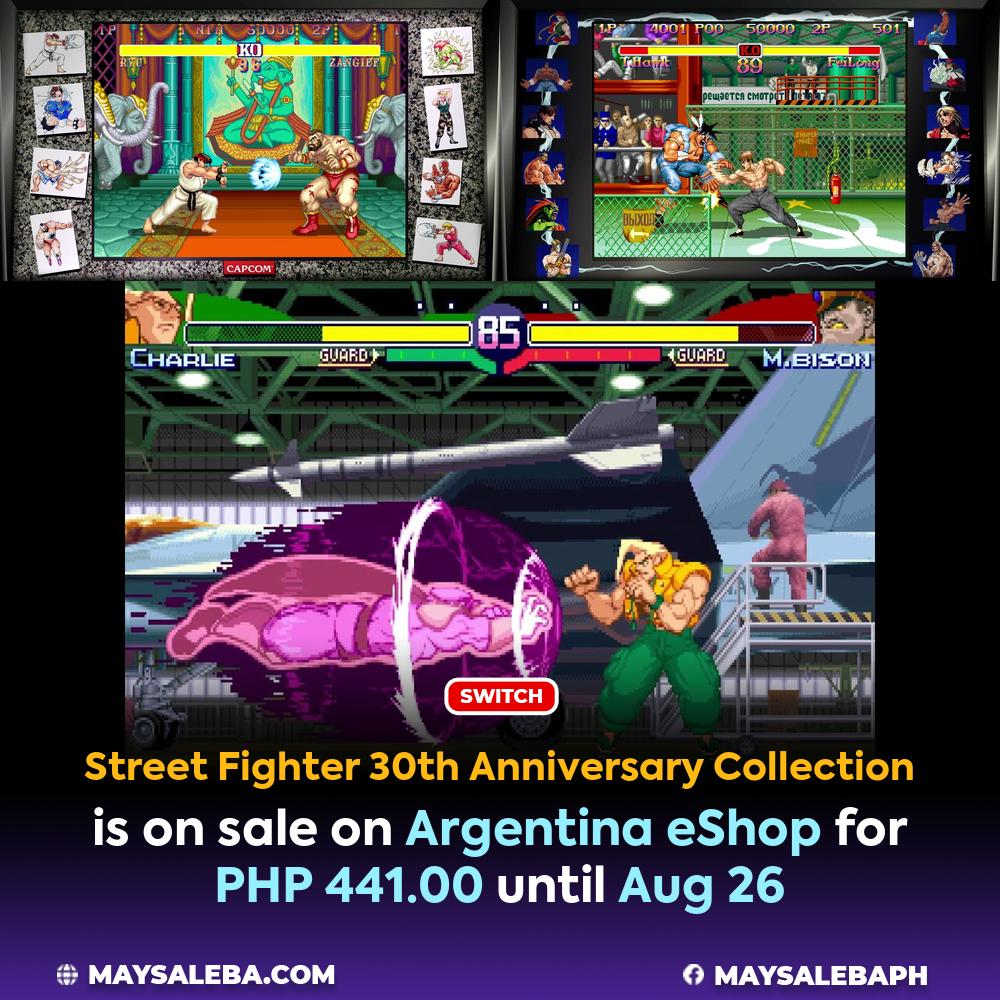 1P NIN 50000 2P
KO
RYU 96 ZANGIEF
CAPCOM
1P 4001 P00 50000 2P 501
K.O
T.Hawk 89 FeiLong
ВЫХОД
85
CHARLIE GUARD GUARD M.BISON
SWITCH
Street Fighter 30th Anniversary Collection
is on sale on Argentina eShop for
PHP 441.00 until Aug 26
MAYSALEBA.COM MAYSALEBAPH